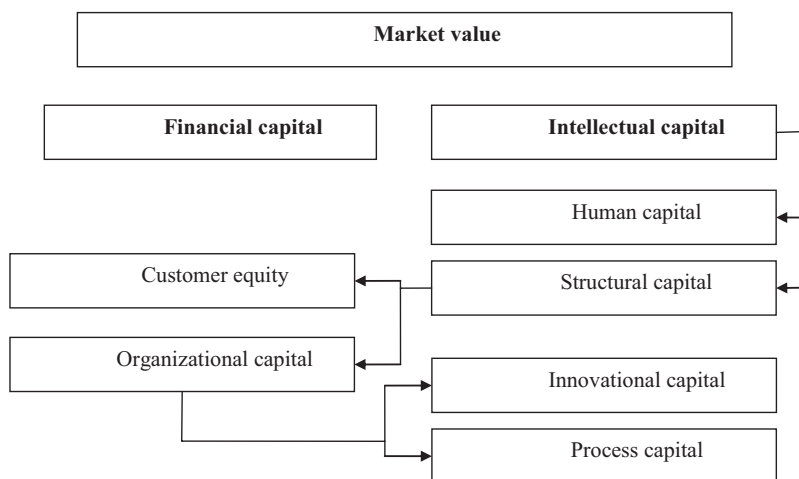 Market value
Financial capital
Intellectual capital
Human capital
Customer equity
Structural capital
Organizational capital
Innovational capital
Process capital